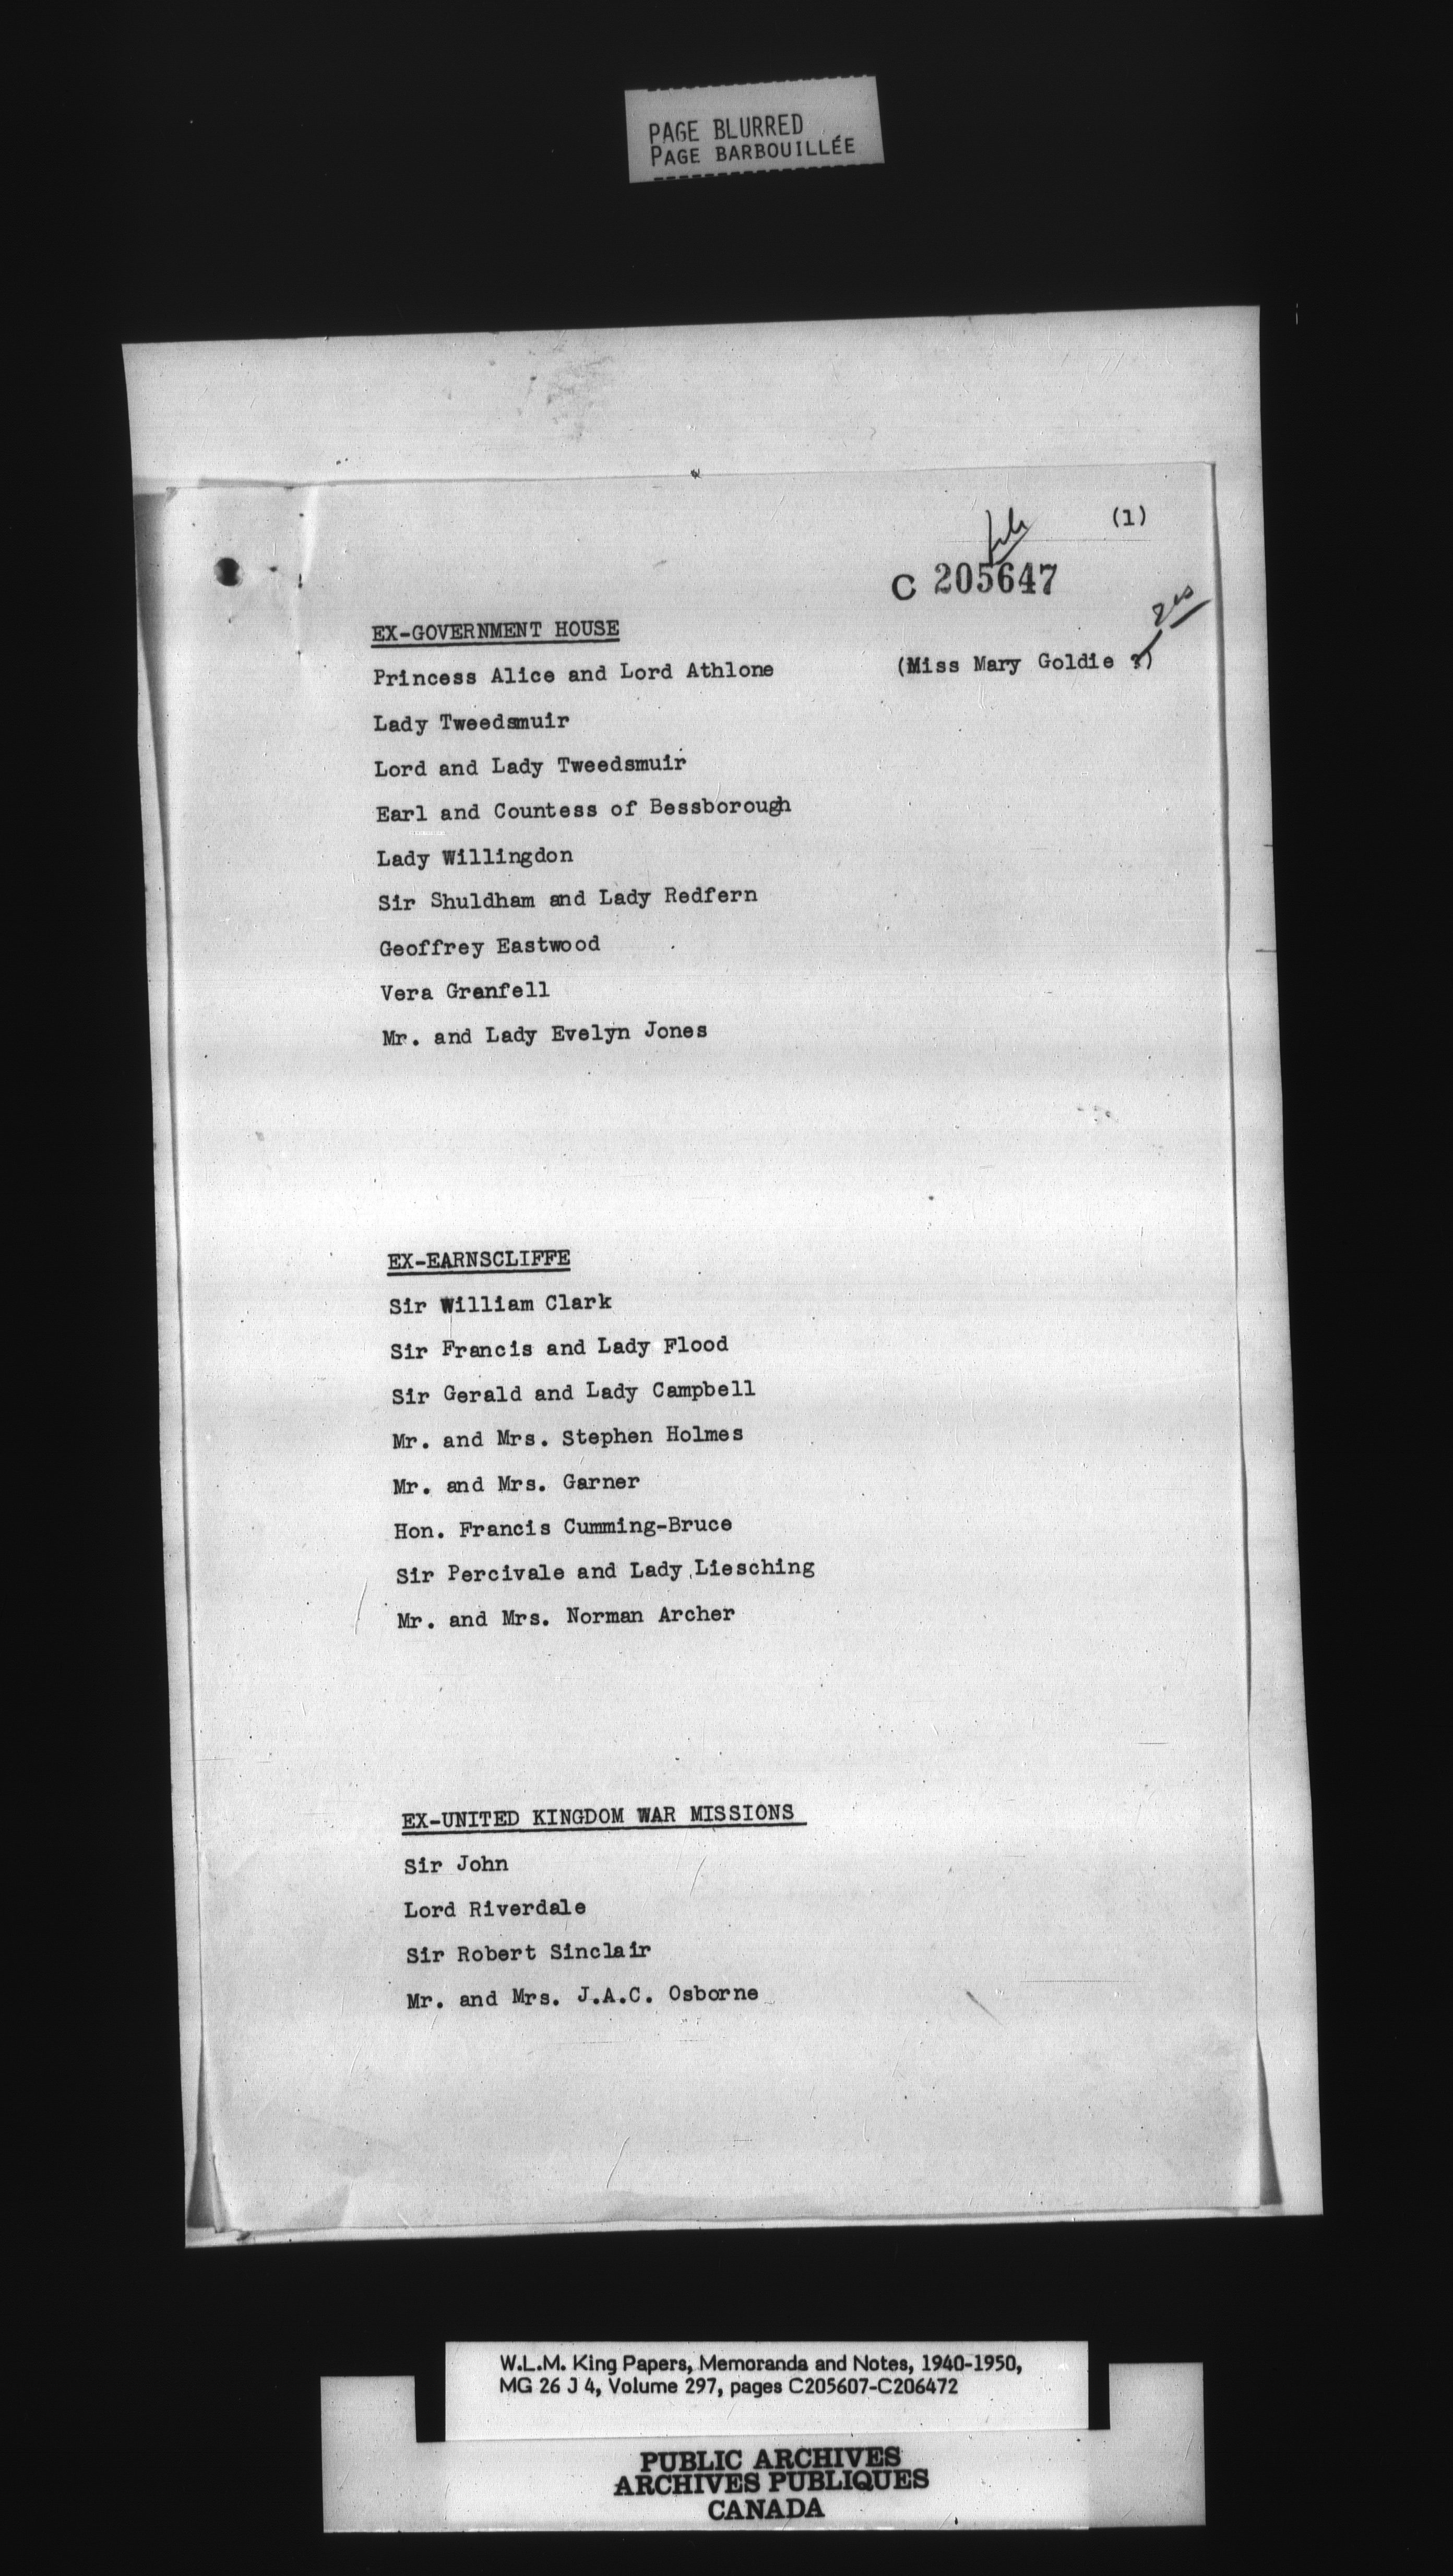 PAGE BLURRED
PAGE BARBOUILLÉE
(1)
file
C 205647
yes
EX-GOVERNMENT HOUSE
Princess Alice and Lord Athlone (Miss Mary Goldie ?)
Lady Tweedsmuir
Lord and Lady Tweedsmuir
Earl and Countess of Bessborough
Lady Willingdon
Sir Shuldham and Lady Redfern
Geoffrey Eastwood
Vera Grenfell
Mr. and Lady Evelyn Jones
EX-EARNSCLIFFE
Sir William Clark
Sir Francis and Lady Flood
Sir Gerald and Lady Campbell
Mr. and Mrs. Stephen Holmes
Mr. and Mrs. Garner
Hon. Francis Cumming-Bruce
Sir Percivale and Lady Liesching
Mr. and Mrs. Norman Archer
EX-UNITED KINGDOM WAR MISSIONS
Sir John
Lord Riverdale
Sir Robert Sinclair
Mr. and Mrs. J.A.C. Osborne
W.L.M. King Papers, Memoranda and Notes, 1940-1950,
MG 26 J 4, Volume 297, pages C205607-C206472
PUBLIC ARCHIVES
ARCHIVES PUBLIQUES
CANADA